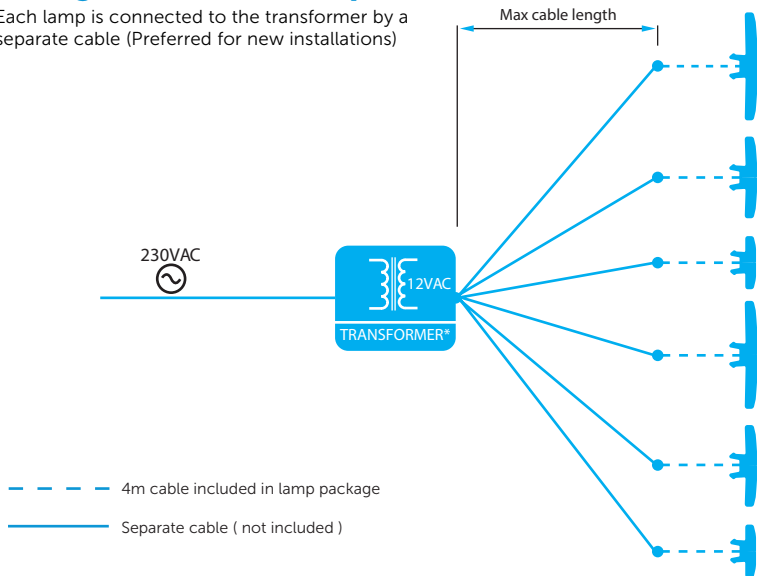 Each lamp is connected to the transformer by a
separate cable (Preferred for new installations)
Max cable length
230VAC
12VAC
TRANSFORMER*
4m cable included in lamp package
Separate cable ( not included )